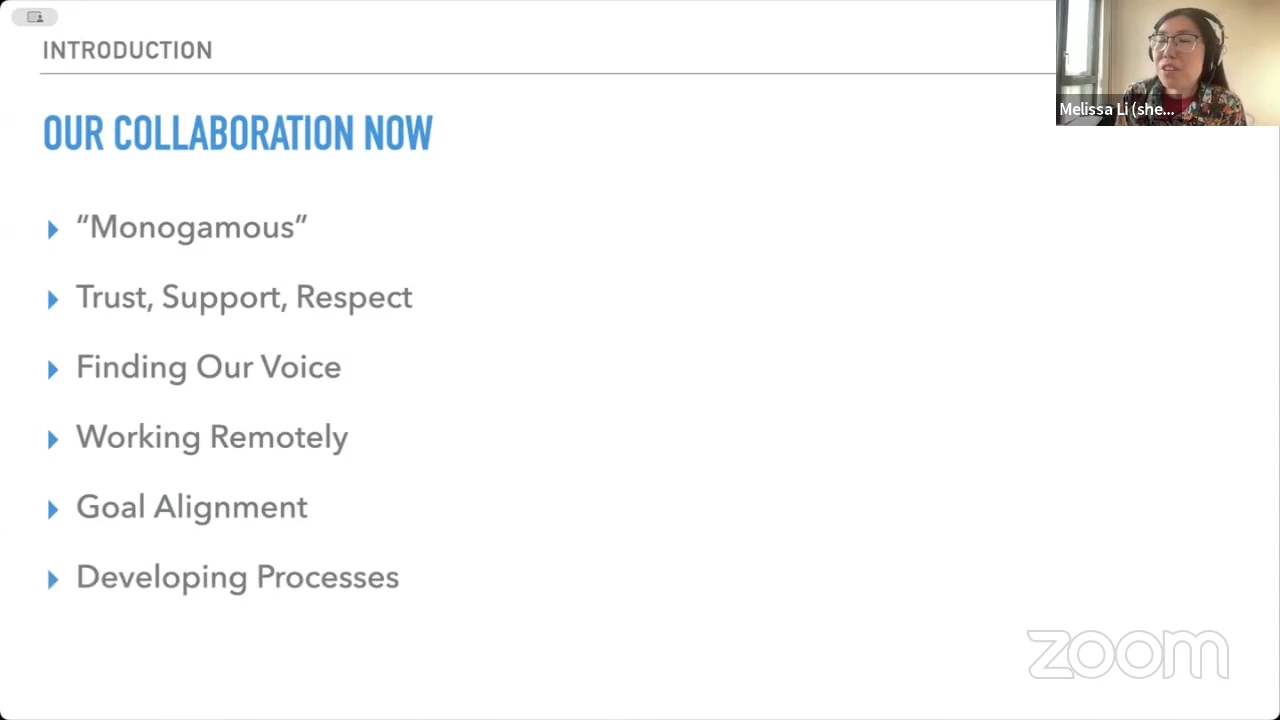 INTRODUCTION
OUR COLLABORATION NOW
“Monogamous”
Trust, Support, Respect
Finding Our Voice
Working Remotely
Goal Alignment
Developing Processes
Melissa Li (she...
zoom